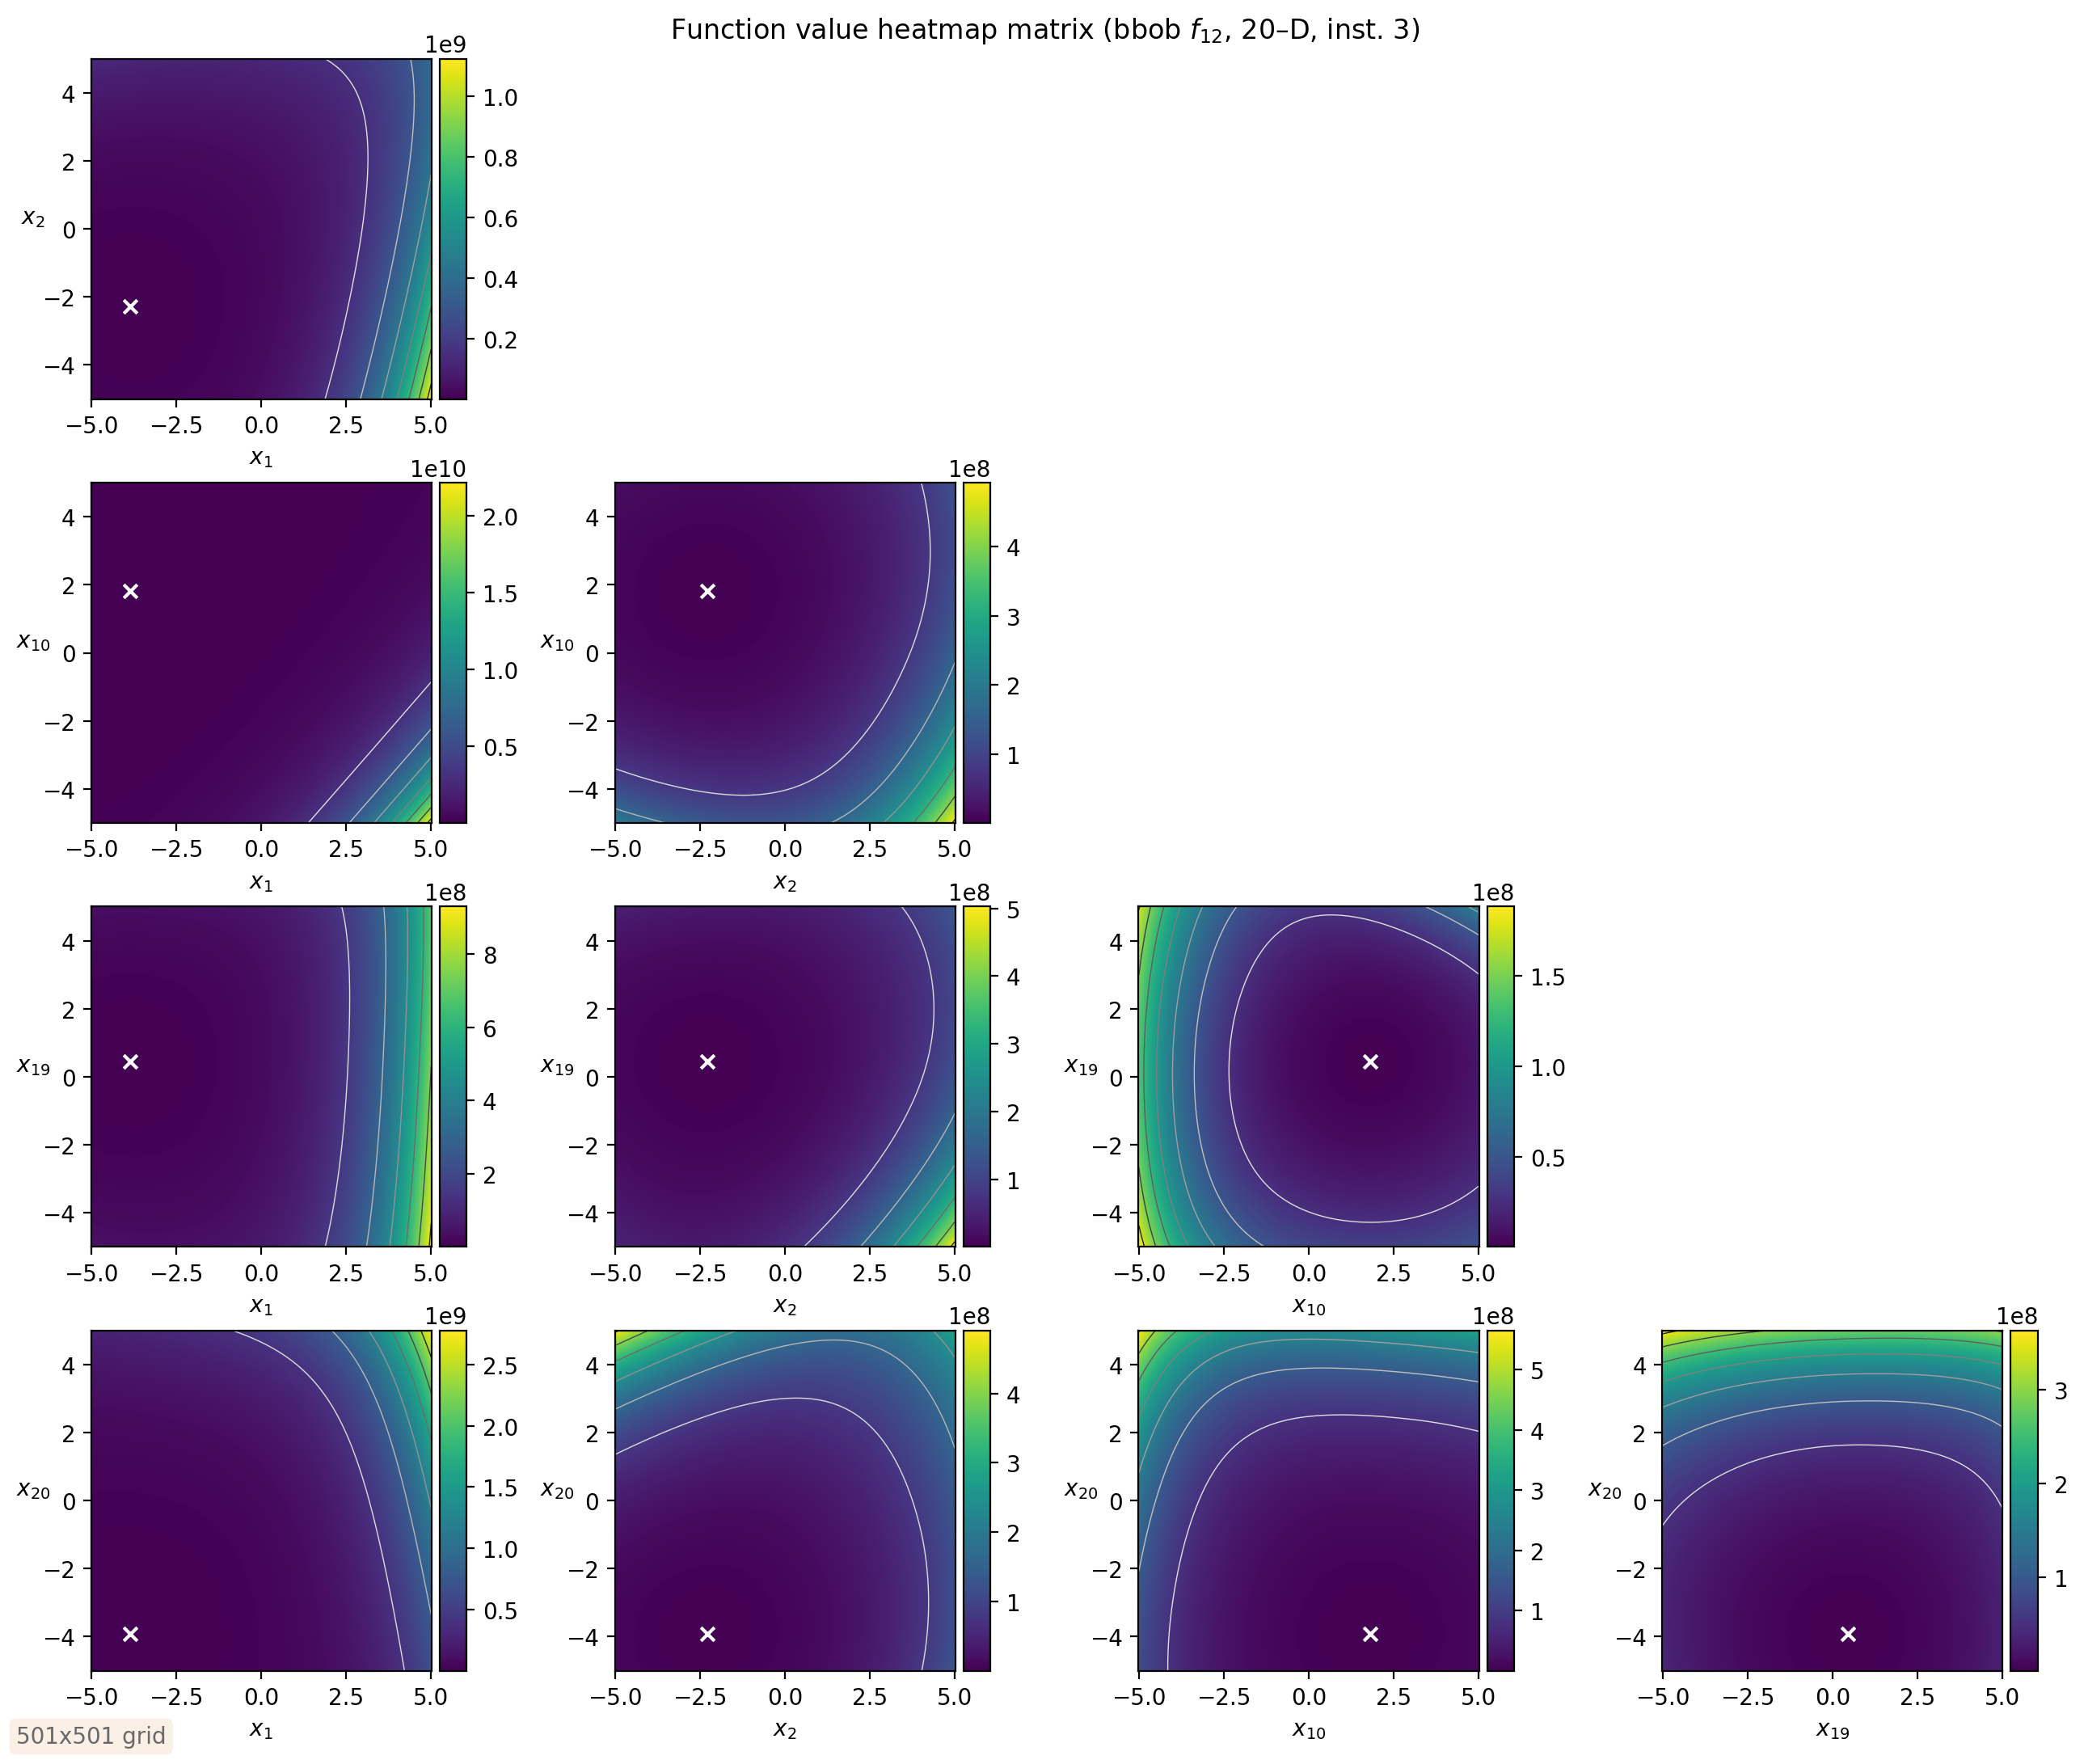 Function value heatmap matrix (bbob f12, 20–D, inst. 3)
1e9
4
2
0
−2
−4
x2
−5.0 −2.5 0.0 2.5 5.0
x1
1.0
0.8
0.6
0.4
0.2
1e10
4
2
0
−2
−4
x10
−5.0 −2.5 0.0 2.5 5.0
x1
2.0
1.5
1.0
0.5
1e8
4
2
0
−2
−4
x10
−5.0 −2.5 0.0 2.5 5.0
x2
4
3
2
1
1e8
4
2
0
−2
−4
x19
−5.0 −2.5 0.0 2.5 5.0
x1
8
6
4
2
1e8
4
2
0
−2
−4
x19
−5.0 −2.5 0.0 2.5 5.0
x2
5
4
3
2
1
1e8
4
2
0
−2
−4
x19
−5.0 −2.5 0.0 2.5 5.0
x10
1.5
1.0
0.5
1e9
4
2
0
−2
−4
x20
−5.0 −2.5 0.0 2.5 5.0
x1
2.5
2.0
1.5
1.0
0.5
1e8
4
2
0
−2
−4
x20
−5.0 −2.5 0.0 2.5 5.0
x2
4
3
2
1
1e8
4
2
0
−2
−4
x20
−5.0 −2.5 0.0 2.5 5.0
x10
5
4
3
2
1
1e8
4
2
0
−2
−4
x20
−5.0 −2.5 0.0 2.5 5.0
x19
3
2
1
501x501 grid